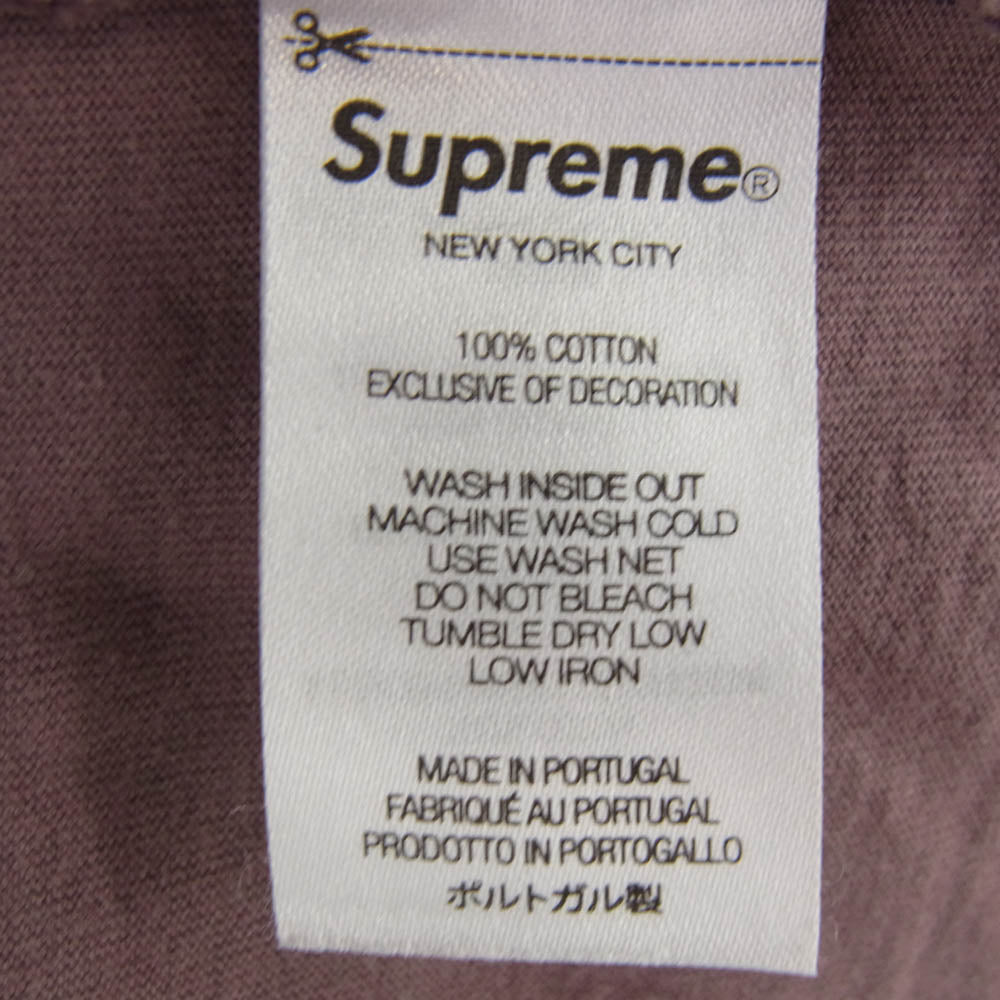 Supreme®
NEW YORK CITY
100% COTTON
EXCLUSIVE OF DECORATION
WASH INSIDE OUT
MACHINE WASH COLD
USE WASH NET
DO NOT BLEACH
TUMBLE DRY LOW
LOW IRON
MADE IN PORTUGAL
FABRIQUÉ AU PORTUGAL
PRODOTTO IN PORTOGALLO
ポルトガル製